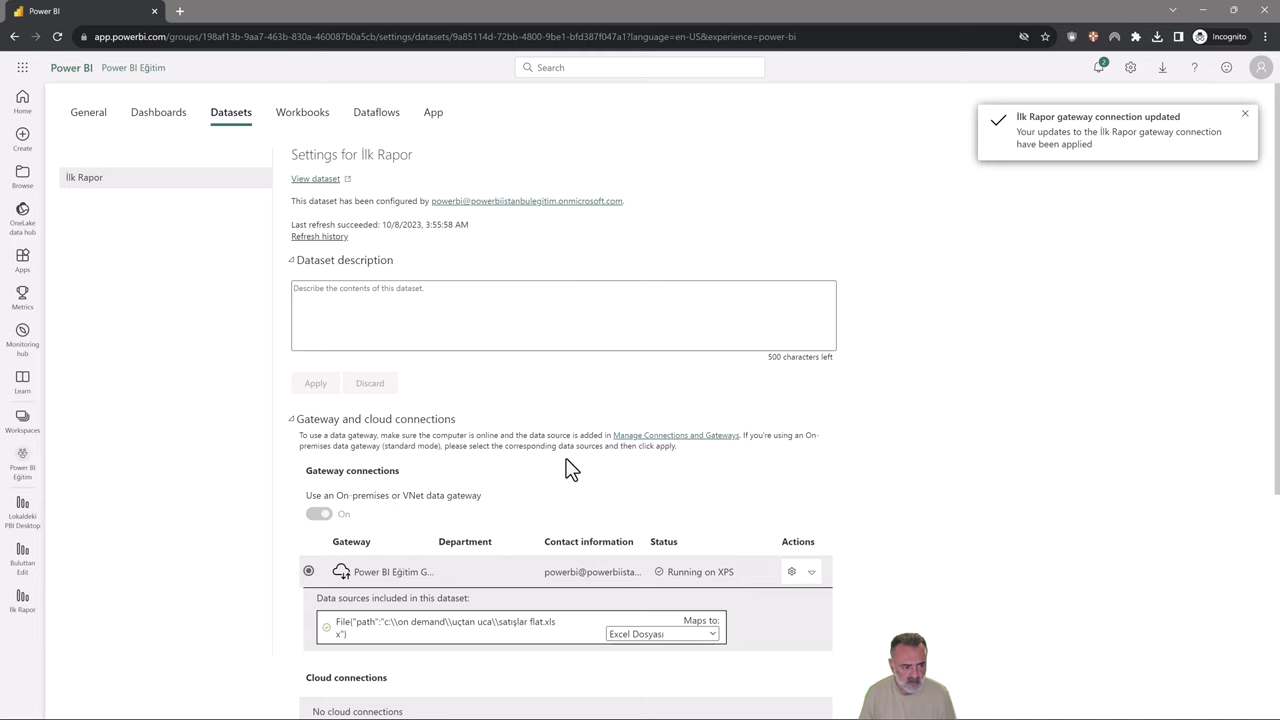 Power BI
app.powerbi.com/groups/198af13b-9aa7-463b-830a-460087b0a5cb/settings/datasets/9a85114d-72bb-4800-9be1-bfd387f047a1?language=en-US&experience=power-bi
Incognito
Power BI Power BI Eğitim
Search
2
Home
Create
Browse
OneLake
data hub
Apps
Metrics
Monitoring
hub
Learn
Workspaces
Power BI
Eğitim
Lokaldeki
PBI Desktop
Buluttan
Edit
İlk Rapor
General Dashboards Datasets Workbooks Dataflows App
İlk Rapor gateway connection updated
Your updates to the İlk Rapor gateway connection
have been applied
İlk Rapor
Settings for İlk Rapor
View dataset
This dataset has been configured by powerbi@powerbiistanbulegitim.onmicrosoft.com.
Last refresh succeeded: 10/8/2023, 3:55:58 AM
Refresh history
Dataset description
Describe the contents of this dataset.
500 characters left
Apply Discard
Gateway and cloud connections
To use a data gateway, make sure the computer is online and the data source is added in Manage Connections and Gateways. If you're using an On-
premises data gateway (standard mode), please select the corresponding data sources and then click apply.
Gateway connections
Use an On-premises or VNet data gateway
On
Gateway Department Contact information Status Actions
Power BI Eğitim G... powerbi@powerbiista... Running on XPS
Data sources included in this dataset:
File{"path":"c:\\on demand\\uçtan uca\\satışlar flat.xls
x"}
Maps to:
Excel Dosyası
Cloud connections
No cloud connections